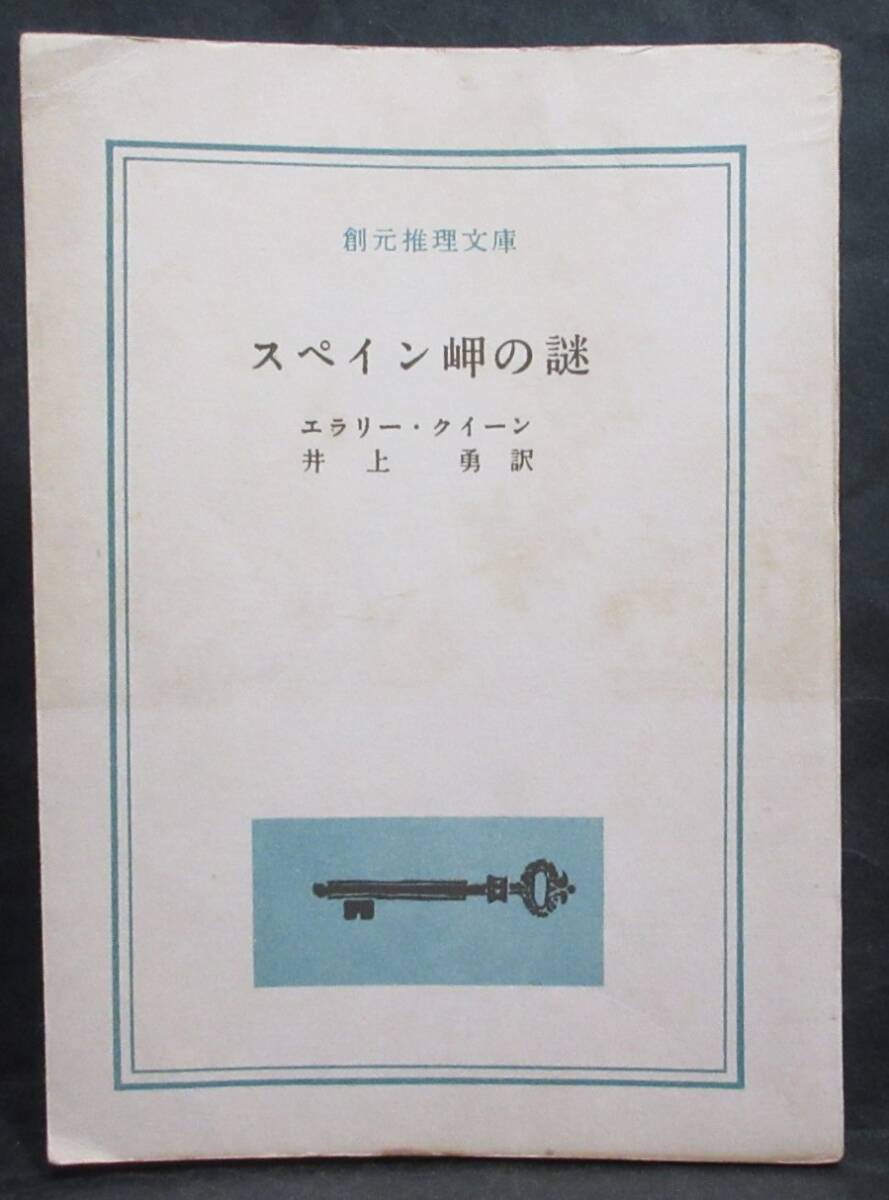 創元推理文庫
スペイン岬の謎
エラリー・クイーン
井上 勇訳